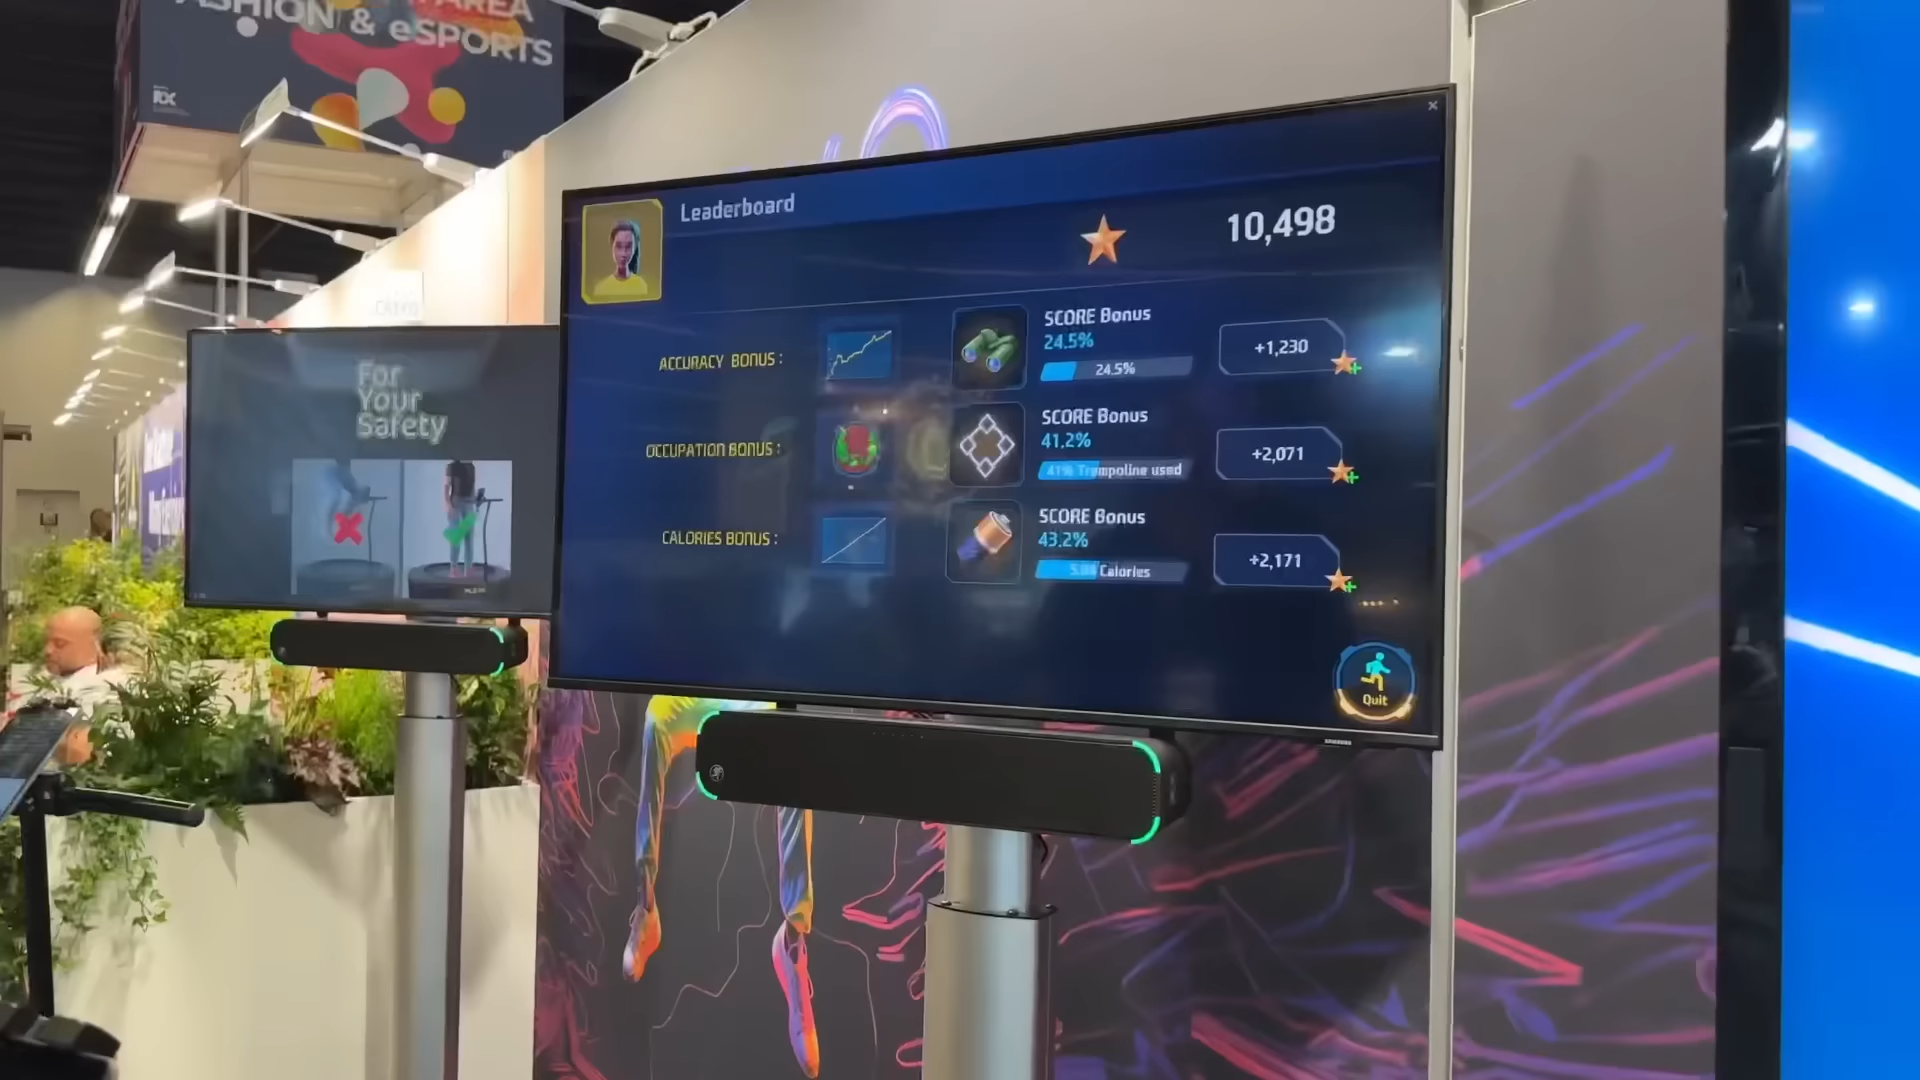 FASHION & eSPORTS
Leaderboard
10,498
ACCURACY BONUS :
SCORE Bonus
24.5%
24.5%
+1,230
OCCUPATION BONUS :
SCORE Bonus
41.2%
41% Trampoline used
+2,071
CALORIES BONUS :
SCORE Bonus
43.2%
Calories
+2,171
Quit
For
Your
Safety